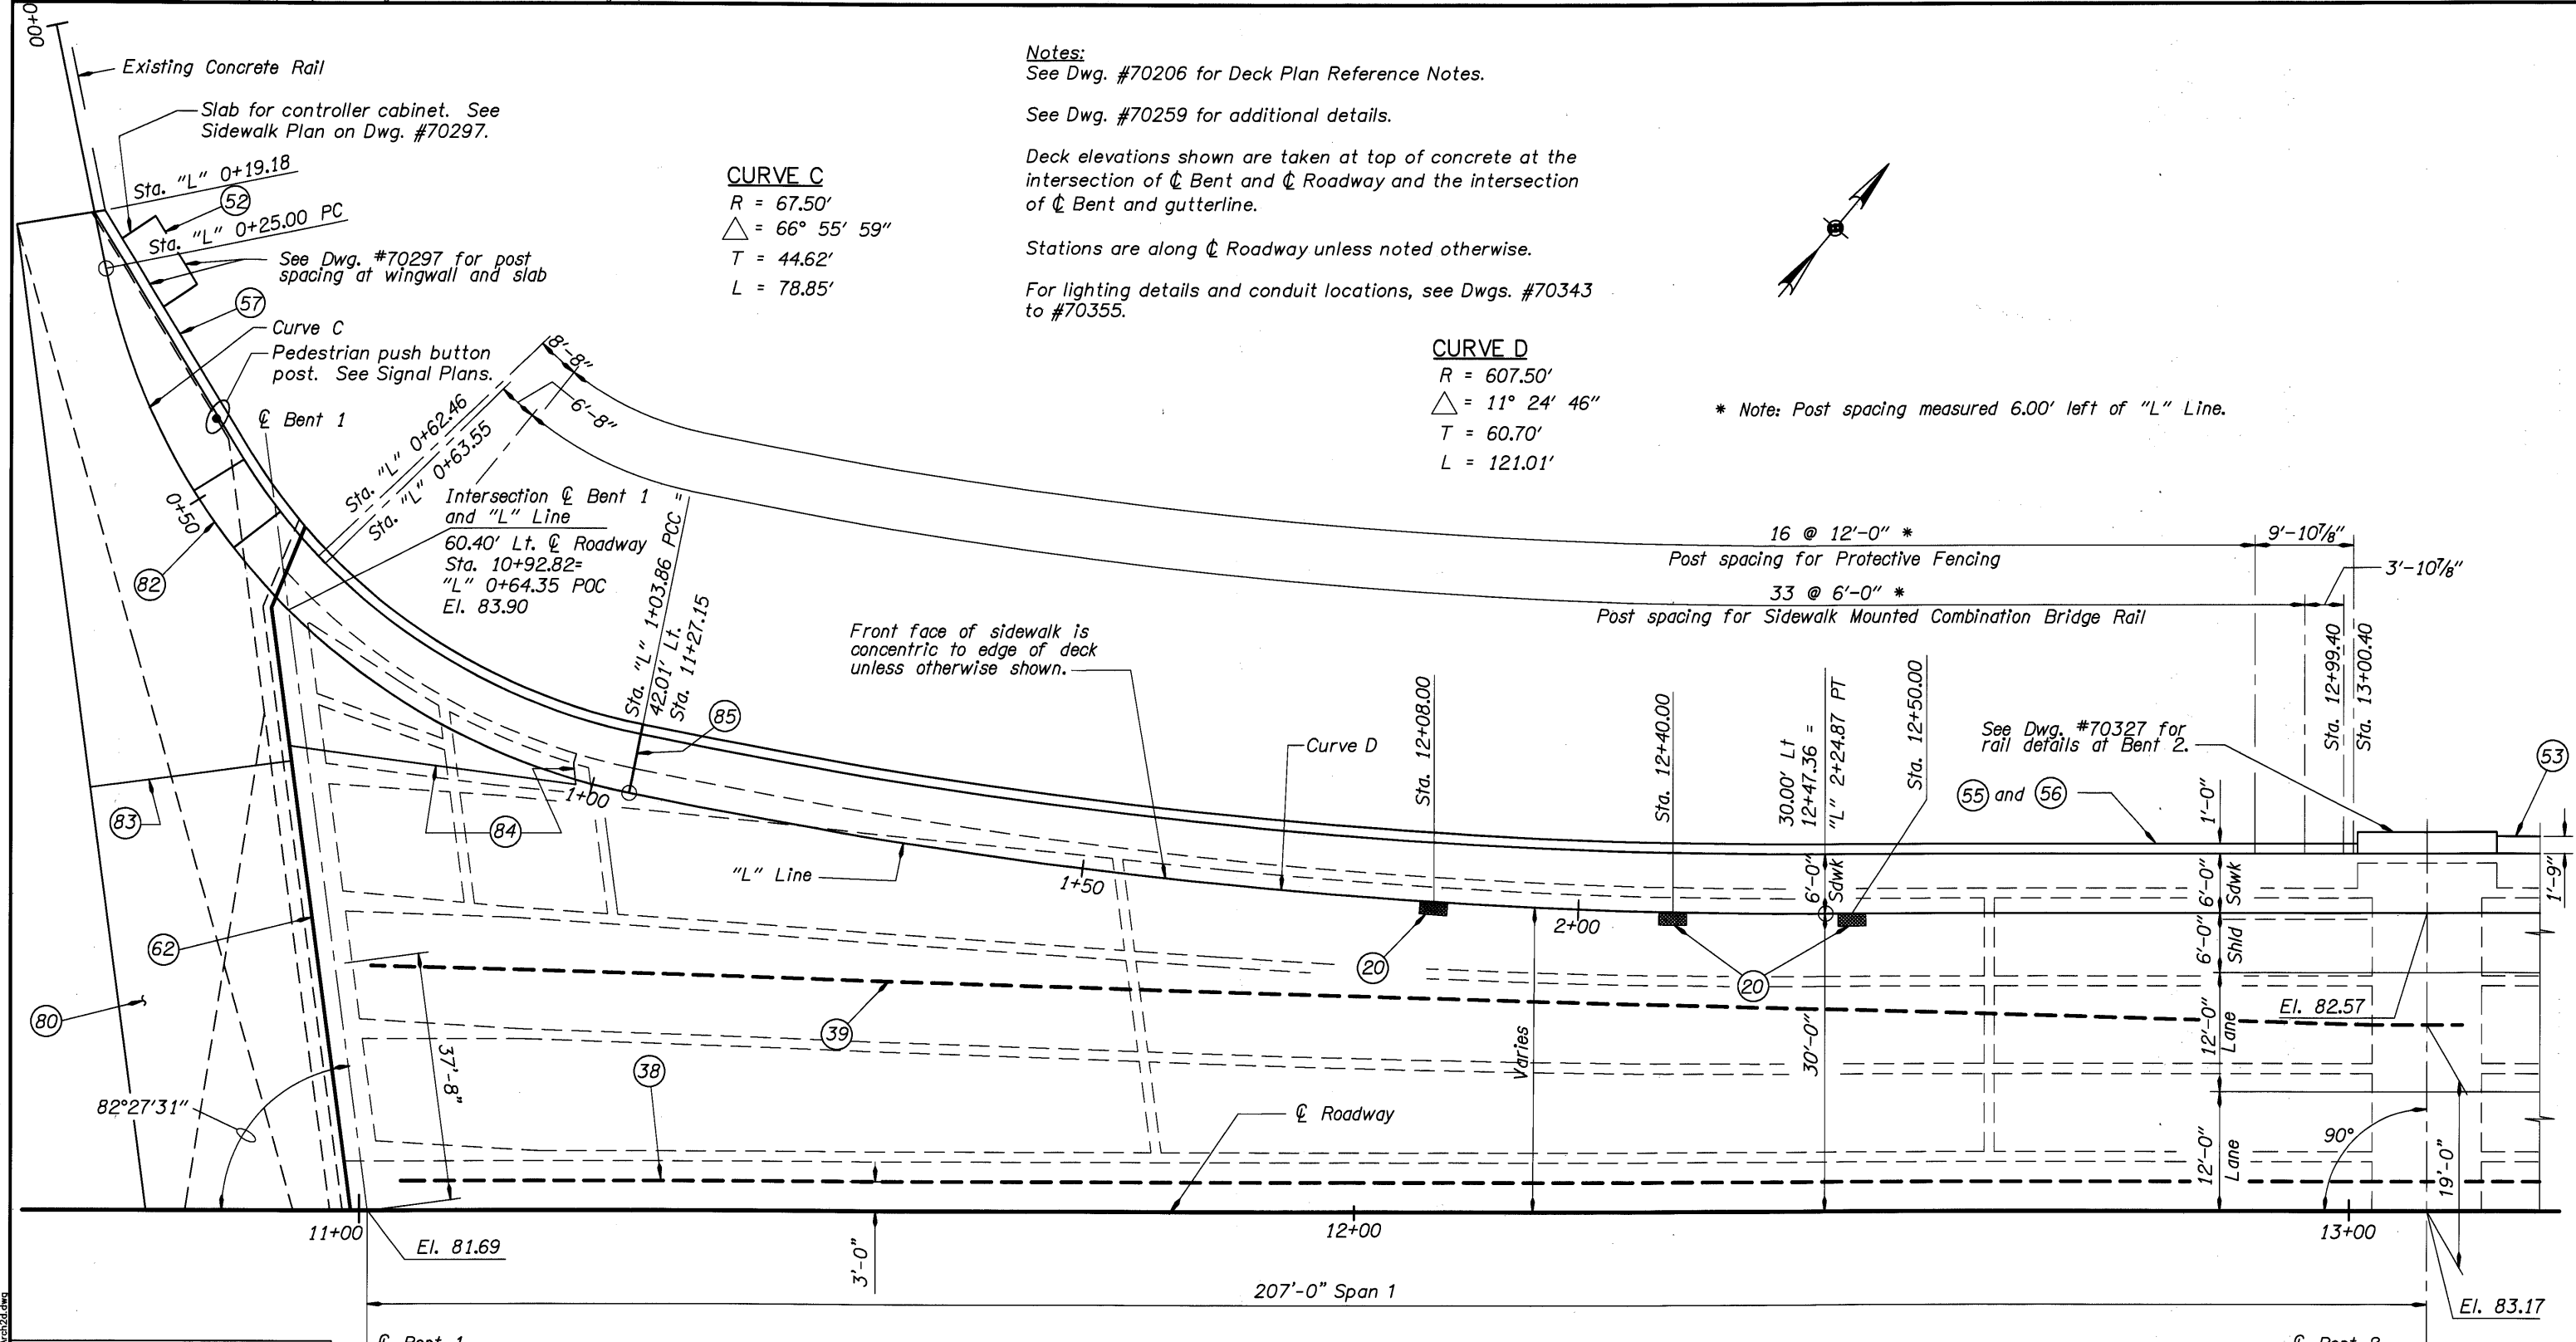 0+00
Existing Concrete Rail
Slab for controller cabinet. See
Sidewalk Plan on Dwg. #70297.
Sta. "L" 0+19.18
52
Sta. "L" 0+25.00 PC
See Dwg. #70297 for post
spacing at wingwall and slab
57
Curve C
Pedestrian push button
post. See Signal Plans.
℄ Bent 1
CURVE C
R = 67.50'
△ = 66° 55' 59"
T = 44.62'
L = 78.85'
Notes:
See Dwg. #70206 for Deck Plan Reference Notes.
See Dwg. #70259 for additional details.
Deck elevations shown are taken at top of concrete at the
intersection of ℄ Bent and ℄ Roadway and the intersection
of ℄ Bent and gutterline.
Stations are along ℄ Roadway unless noted otherwise.
For lighting details and conduit locations, see Dwgs. #70343
to #70355.
CURVE D
R = 607.50'
△ = 11° 24' 46"
T = 60.70'
L = 121.01'
* Note: Post spacing measured 6.00' left of "L" Line.
8'-8"
6'-8"
Sta. "L" 0+62.46
Sta. "L" 0+63.55
0+50
82
Intersection ℄ Bent 1
and "L" Line
60.40' Lt. ℄ Roadway
Sta. 10+92.82=
"L" 0+64.35 POC
El. 83.90
Sta. "L" 1+03.86 PCC "
42.01' Lt.
Sta. 11+27.15
85
16 @ 12'-0" *
Post spacing for Protective Fencing
9'-10⅞"
3'-10⅞"
33 @ 6'-0" *
Post spacing for Sidewalk Mounted Combination Bridge Rail
Front face of sidewalk is
concentric to edge of deck
unless otherwise shown.
Curve D
Sta. 12+08.00
Sta. 12+40.00
30.00' Lt
12+47.36 =
"L" 2+24.87 PT
Sta. 12+50.00
See Dwg. #70327 for
rail details at Bent 2.
Sta. 12+99.40
Sta. 13+00.40
53
55 and 56
1'-0"
1'-9"
83
84
1+00
"L" Line
1+50
2+00
20
20
6'-0"
Sdwk
6'-0"
Sdwk
6'-0"
Shld
62
80
39
38
37'-8"
82°27'31"
Varies
30'-0"
12'-0"
Lane
El. 82.57
12'-0"
Lane
90°
19'-0"
℄ Roadway
11+00
12+00
13+00
El. 81.69
3'-0"
207'-0" Span 1
El. 83.17
℄ Bent 1